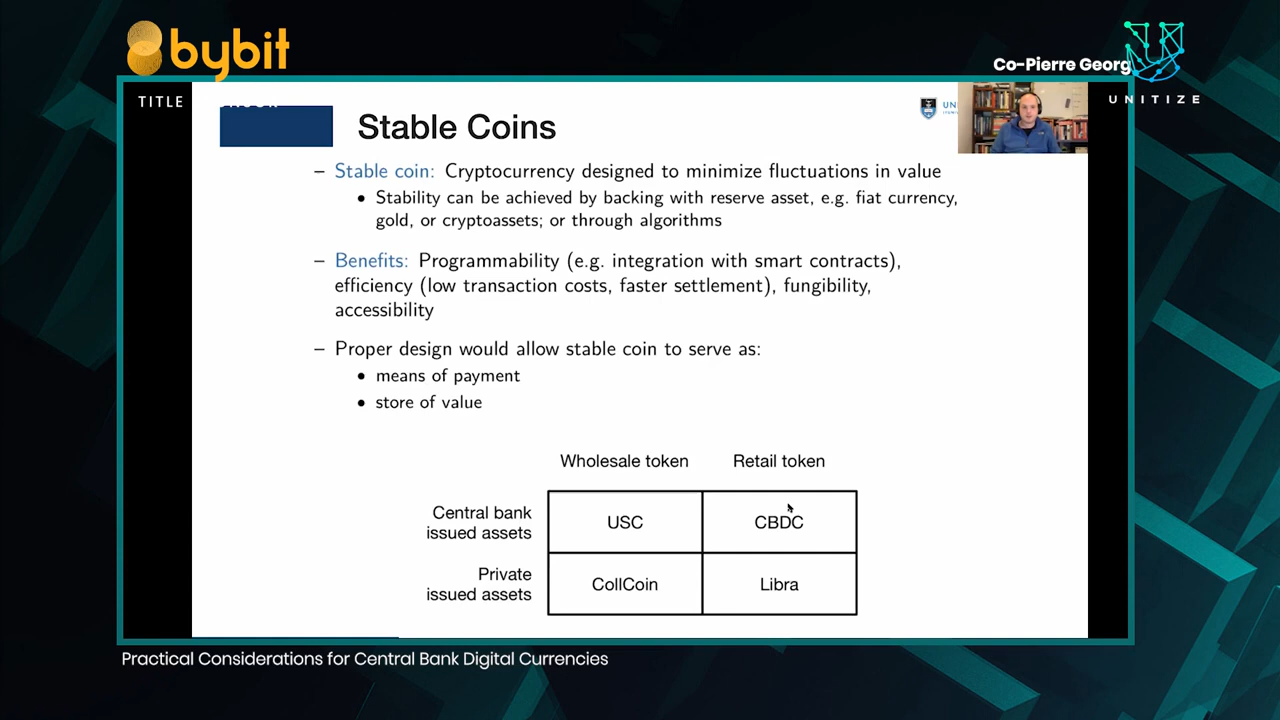 bybit
Co-Pierre Georg
UNITIZE
TITLE
Stable Coins
UN
– Stable coin: Cryptocurrency designed to minimize fluctuations in value
• Stability can be achieved by backing with reserve asset, e.g. fiat currency,
gold, or cryptoassets; or through algorithms
– Benefits: Programmability (e.g. integration with smart contracts),
efficiency (low transaction costs, faster settlement), fungibility,
accessibility
– Proper design would allow stable coin to serve as:
• means of payment
• store of value
Wholesale token Retail token
Central bank
issued assets
USC CBDC
Private
issued assets
CollCoin Libra
Practical Considerations for Central Bank Digital Currencies